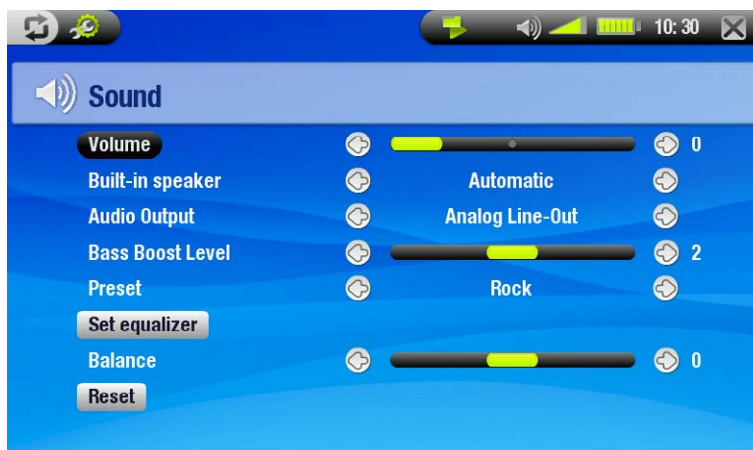 10:30
Sound
Volume 0
Built-in speaker Automatic
Audio Output Analog Line-Out
Bass Boost Level 2
Preset Rock
Set equalizer
Balance 0
Reset